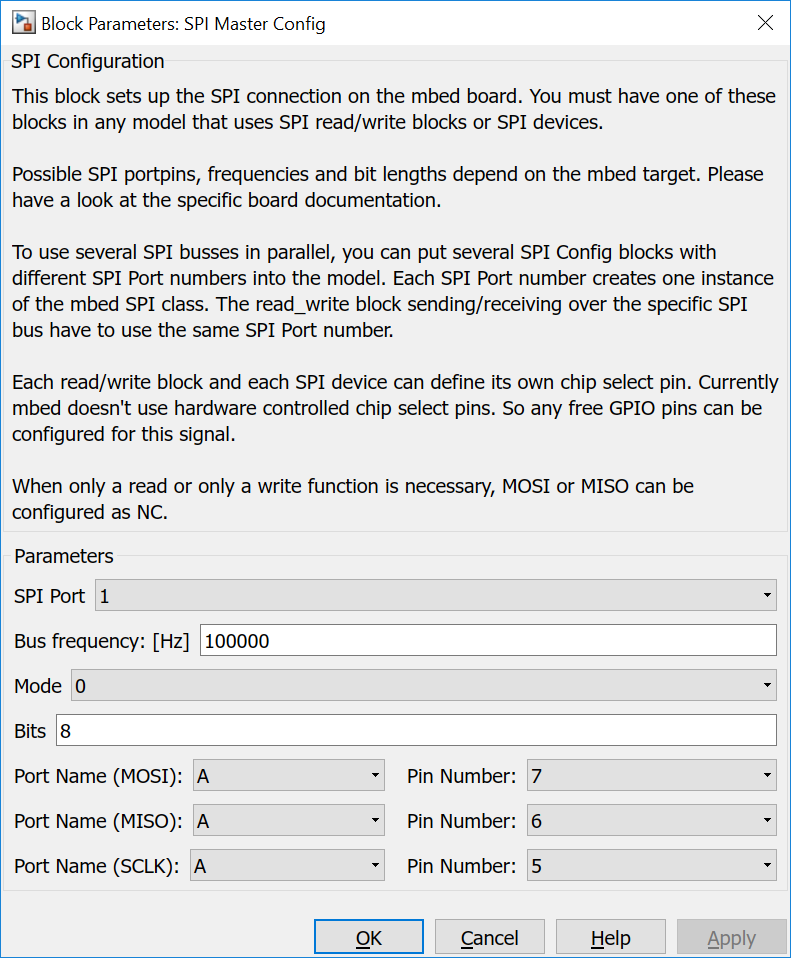 Block Parameters: SPI Master Config
SPI Configuration
This block sets up the SPI connection on the mbed board. You must have one of these
blocks in any model that uses SPI read/write blocks or SPI devices.
Possible SPI portpins, frequencies and bit lengths depend on the mbed target. Please
have a look at the specific board documentation.
To use several SPI busses in parallel, you can put several SPI Config blocks with
different SPI Port numbers into the model. Each SPI Port number creates one instance
of the mbed SPI class. The read_write block sending/receiving over the specific SPI
bus have to use the same SPI Port number.
Each read/write block and each SPI device can define its own chip select pin. Currently
mbed doesn't use hardware controlled chip select pins. So any free GPIO pins can be
configured for this signal.
When only a read or only a write function is necessary, MOSI or MISO can be
configured as NC.
Parameters
SPI Port 1
Bus frequency: [Hz] 100000
Mode 0
Bits 8
Port Name (MOSI): A Pin Number: 7
Port Name (MISO): A Pin Number: 6
Port Name (SCLK): A Pin Number: 5
OK Cancel Help Apply